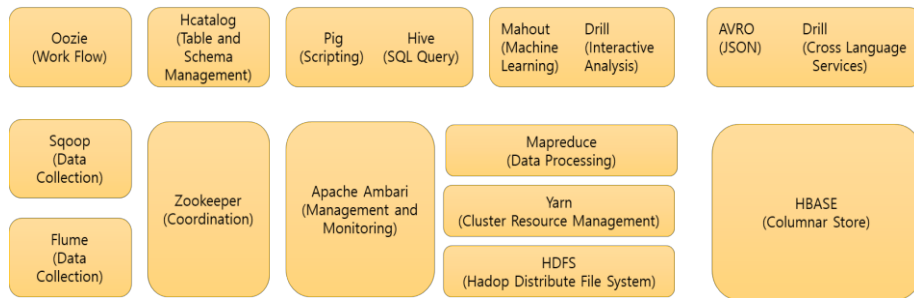 Oozie
(Work Flow)
Hcatalog
(Table and
Schema
Management)
Pig
(Scripting)
Hive
(SQL Query)
Mahout
(Machine
Learning)
Drill
(Interactive
Analysis)
AVRO
(JSON)
Drill
(Cross Language
Services)
Sqoop
(Data
Collection)
Flume
(Data
Collection)
Zookeeper
(Coordination)
Apache Ambari
(Management and
Monitoring)
Mapreduce
(Data Processing)
Yarn
(Cluster Resource Management)
HDFS
(Hadop Distribute File System)
HBASE
(Columnar Store)